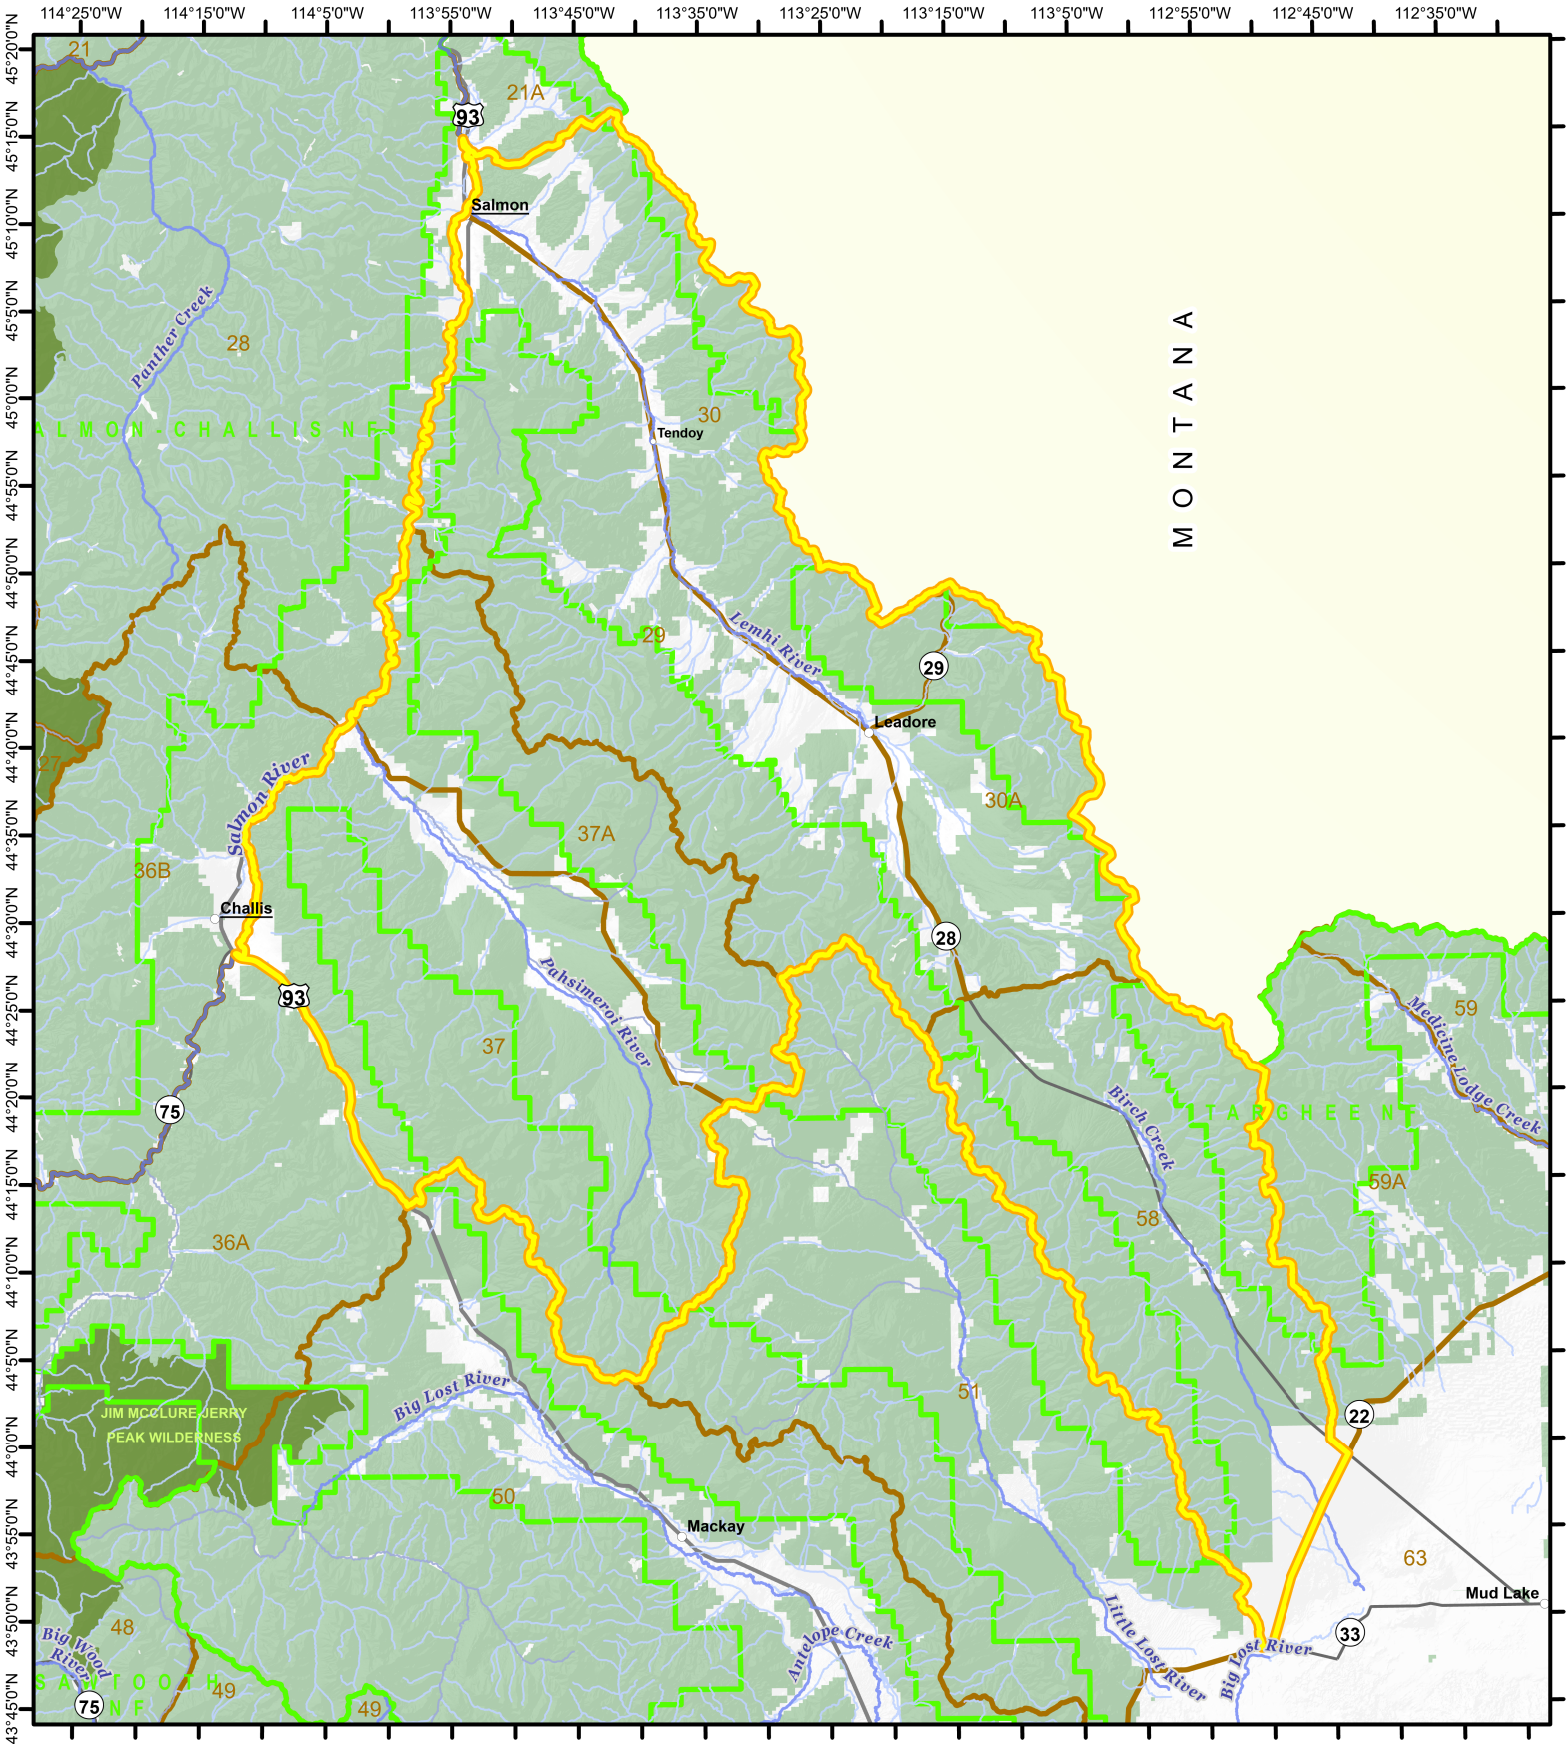 114°25'0"W
114°15'0"W
114°5'0"W
113°55'0"W
113°45'0"W
113°35'0"W
113°25'0"W
113°15'0"W
113°5'0"W
112°55'0"W
112°45'0"W
112°35'0"W
45°20'0"N
45°15'0"N
45°10'0"N
45°5'0"N
45°0'0"N
44°55'0"N
44°50'0"N
44°45'0"N
44°40'0"N
44°35'0"N
44°30'0"N
44°25'0"N
44°20'0"N
44°15'0"N
44°10'0"N
44°5'0"N
44°0'0"N
43°55'0"N
43°50'0"N
43°45'0"N
21
21A
93
Salmon
Panther Creek
28
MONTANA
30
ALMON-CHALLIS NF
Tendoy
29
Lemhi River
29
Leadore
27
Salmon River
30A
37A
36B
Challis
28
93
Pahsimeroi River
59
Medicine Lodge Creek
37
75
Birch Creek
TARGHEE NF
59A
58
36A
Big Lost River
51
JIM MCCLURE-JERRY
PEAK WILDERNESS
22
50
Mackay
63
Mud Lake
48
Big Wood
River
Antelope Creek
Little Lost River
Big Lost River
33
SAWTOOTH
NF
49
49
75